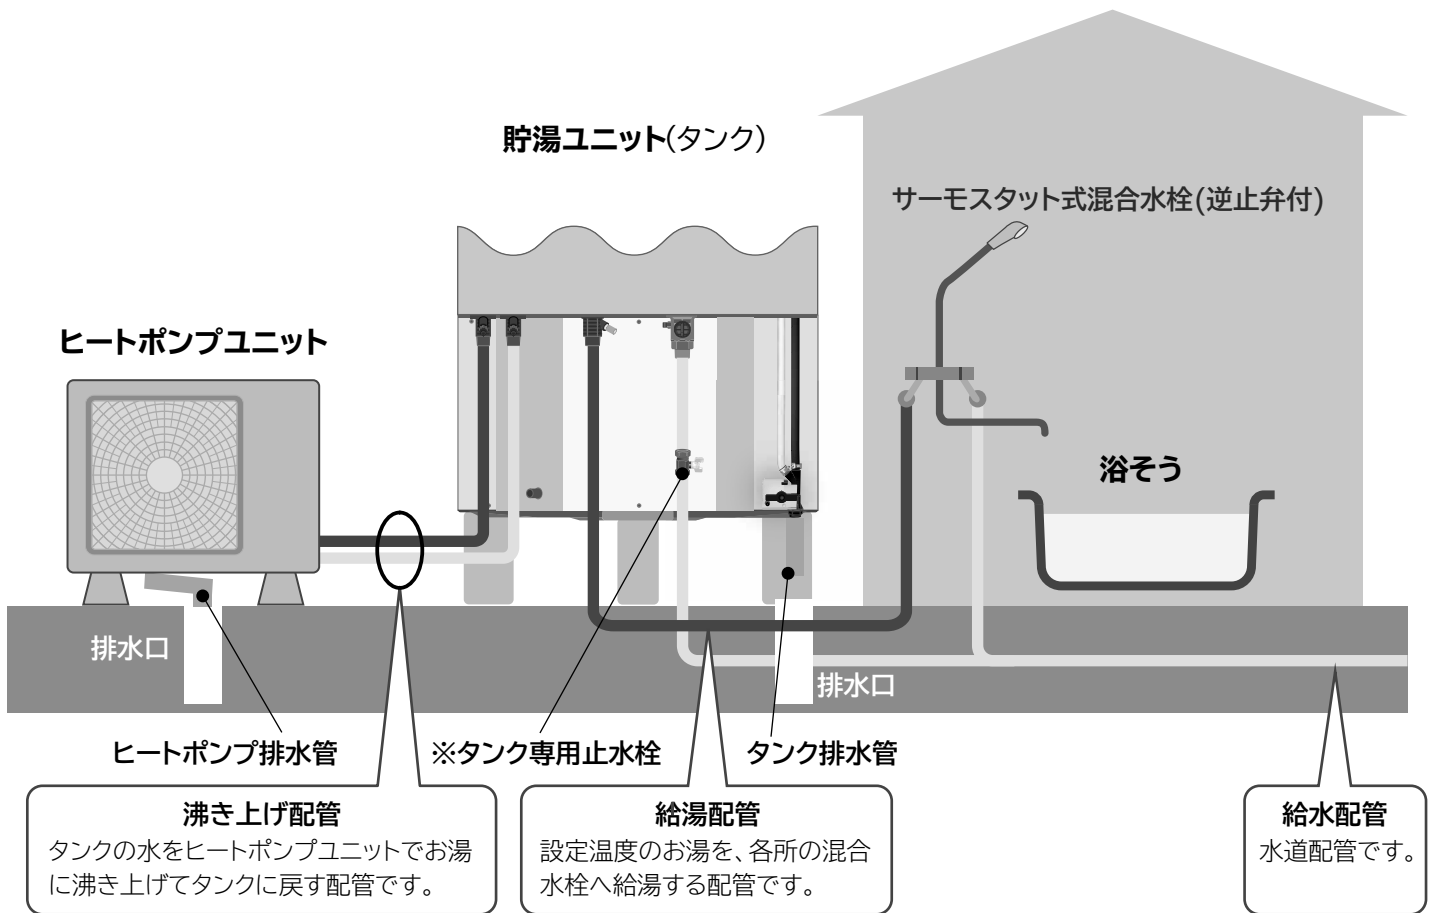 貯湯ユニット(タンク)
サーモスタット式混合水栓(逆止弁付)
ヒートポンプユニット
浴そう
排水口
排水口
ヒートポンプ排水管
※タンク専用止水栓
タンク排水管
沸き上げ配管
タンクの水をヒートポンプユニットでお湯
に沸き上げてタンクに戻す配管です。
給湯配管
設定温度のお湯を、各所の混合
水栓へ給湯する配管です。
給水配管
水道配管です。